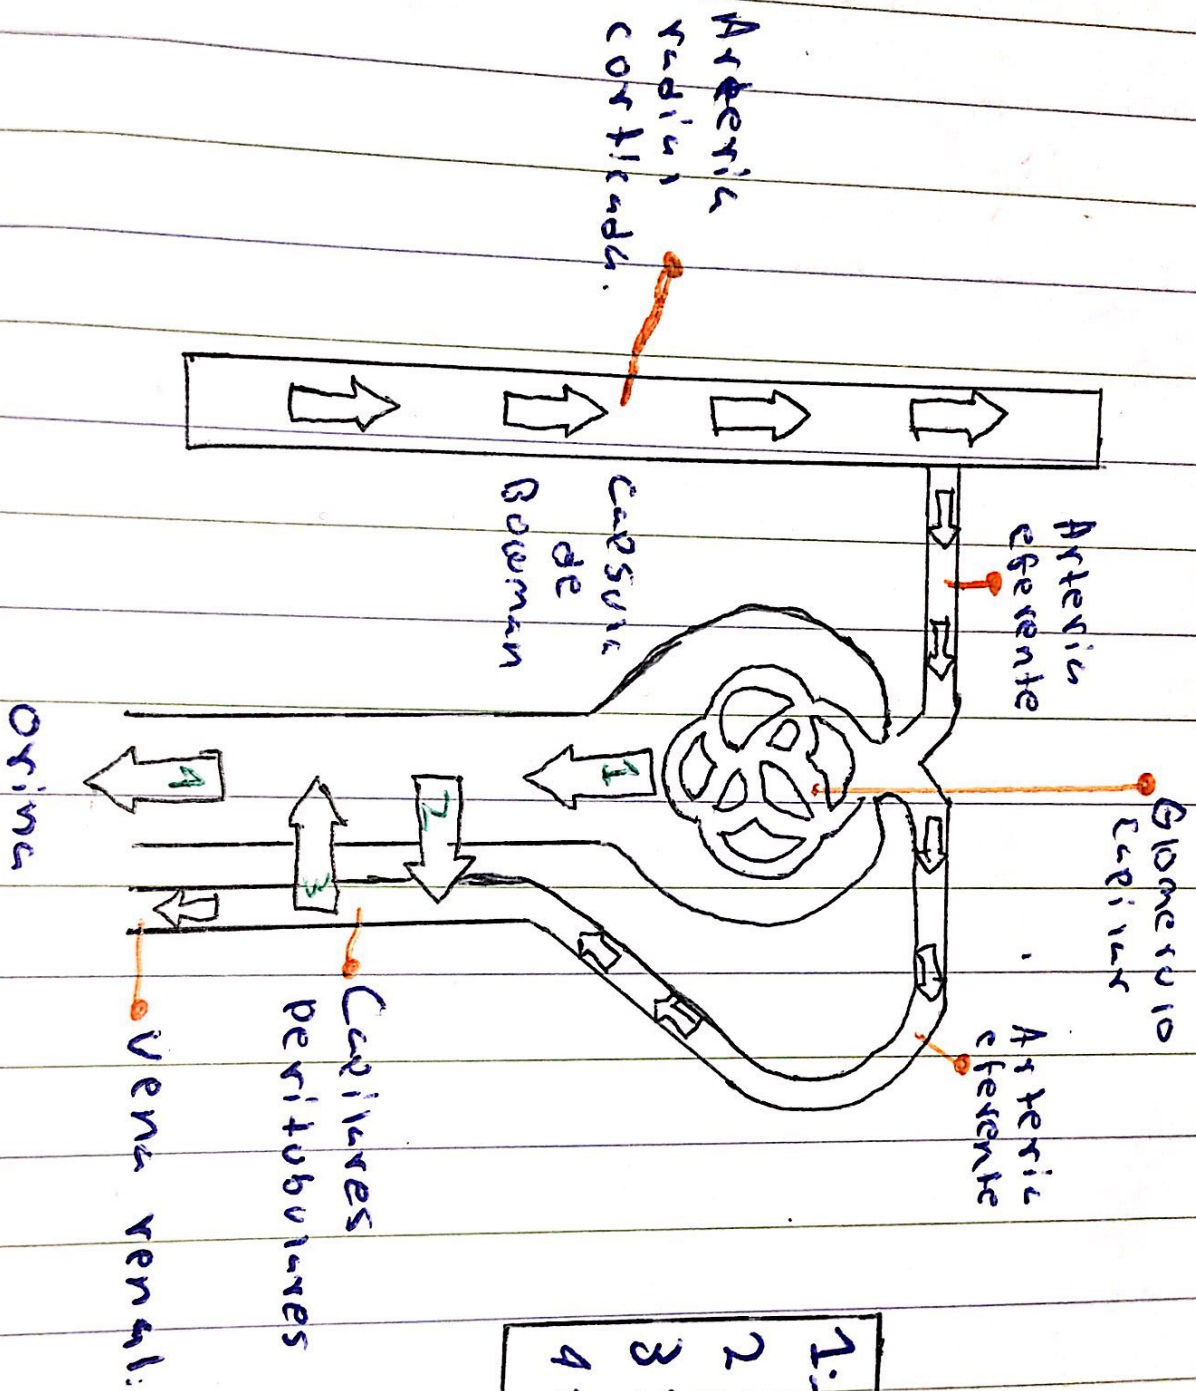 Arteria
radial
corticada.
Arteria
eferente
Glomerulo
Capilar
Arteria
eferente
Capsula
de
Bowman
1
2
3
4
Capilares
peritubulares
Vena renal.
Orina
1.-
2
3
4